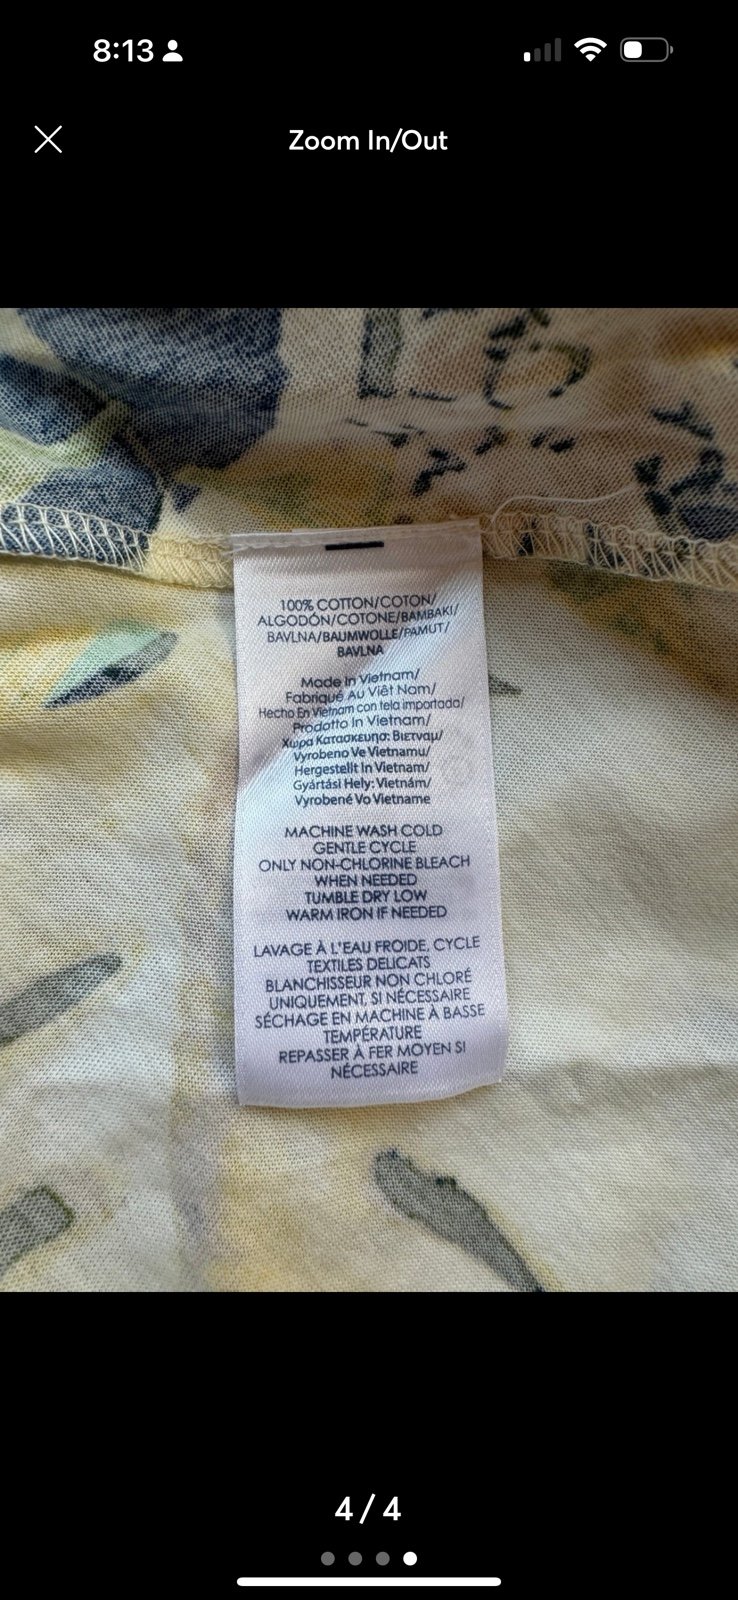 8:13
Zoom In/Out
100% COTTON/COTON/
ALGODÓN/COTONE/BAMBAKI/
BAVLNA/BAUMWOLLE/PAMUT/
BAVLNA
Made In Vietnam/
Fabriqué Au Viêt Nam/
Hecho En Vietnam con tela importada/
Prodotto In Vietnam/
Χωρα Κατασκευησ: Βιετναμ/
Vyrobeno Ve Vietnamu/
Hergestellt In Vietnam/
Gyártási Hely: Vietnám/
Vyrobené Vo Vietname
MACHINE WASH COLD
GENTLE CYCLE
ONLY NON-CHLORINE BLEACH
WHEN NEEDED
TUMBLE DRY LOW
WARM IRON IF NEEDED
LAVAGE À L'EAU FROIDE, CYCLE
TEXTILES DELICATS
BLANCHISSEUR NON CHLORÉ
UNIQUEMENT, SI NÉCESSAIRE
SÉCHAGE EN MACHINE À BASSE
TEMPÉRATURE
REPASSER À FER MOYEN SI
NÉCESSAIRE
4 / 4